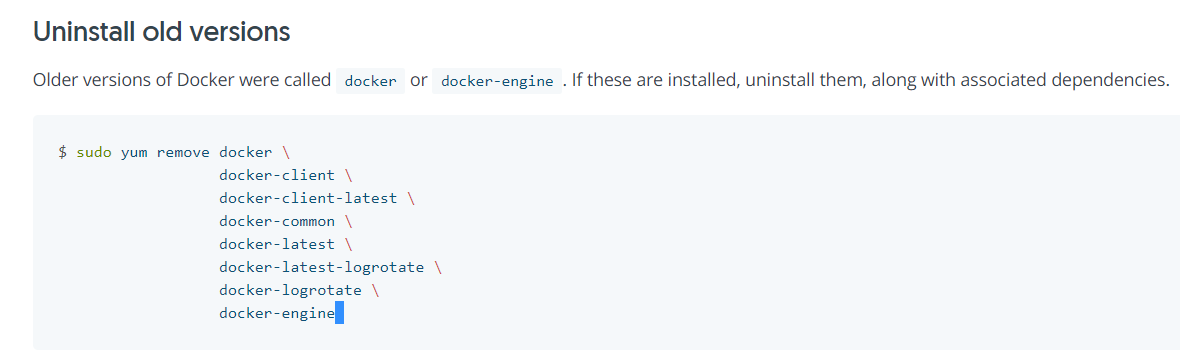 Uninstall old versions
Older versions of Docker were called docker or docker-engine . If these are installed, uninstall them, along with associated dependencies.
$ sudo yum remove docker \
docker-client \
docker-client-latest \
docker-common \
docker-latest \
docker-latest-logrotate \
docker-logrotate \
docker-engine